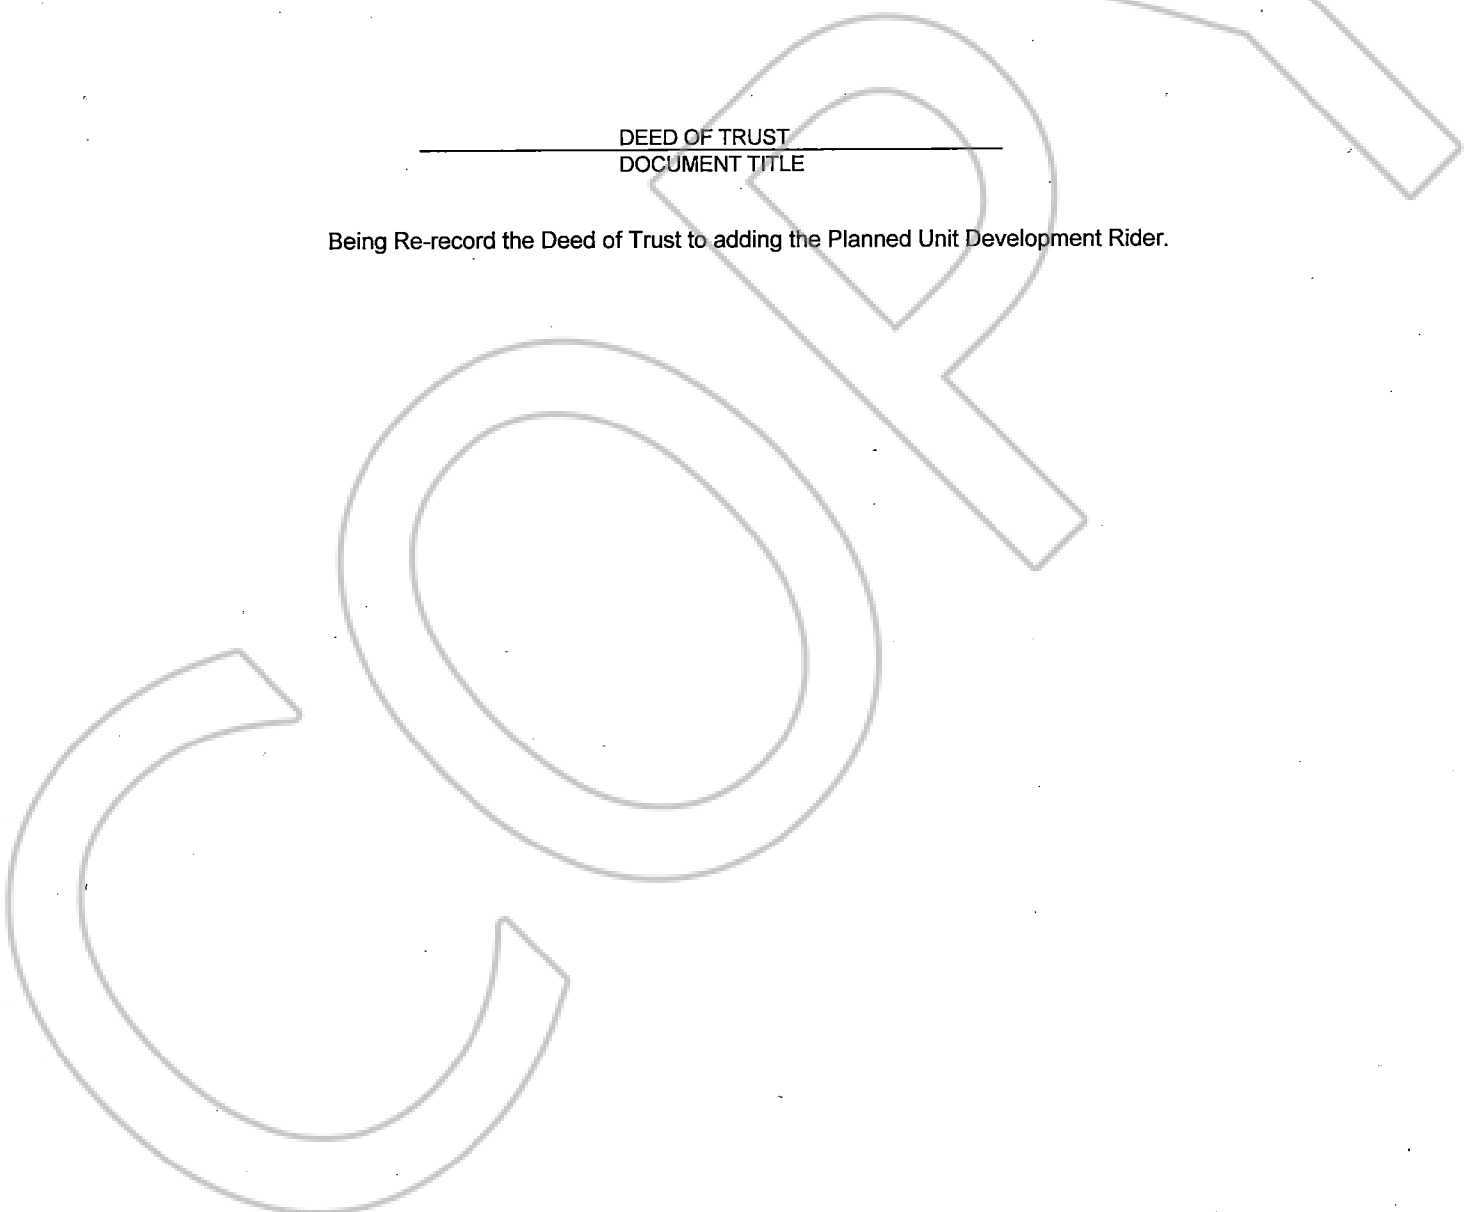 DEED OF TRUST
DOCUMENT TITLE
Being Re-record the Deed of Trust to adding the Planned Unit Development Rider.
COPY